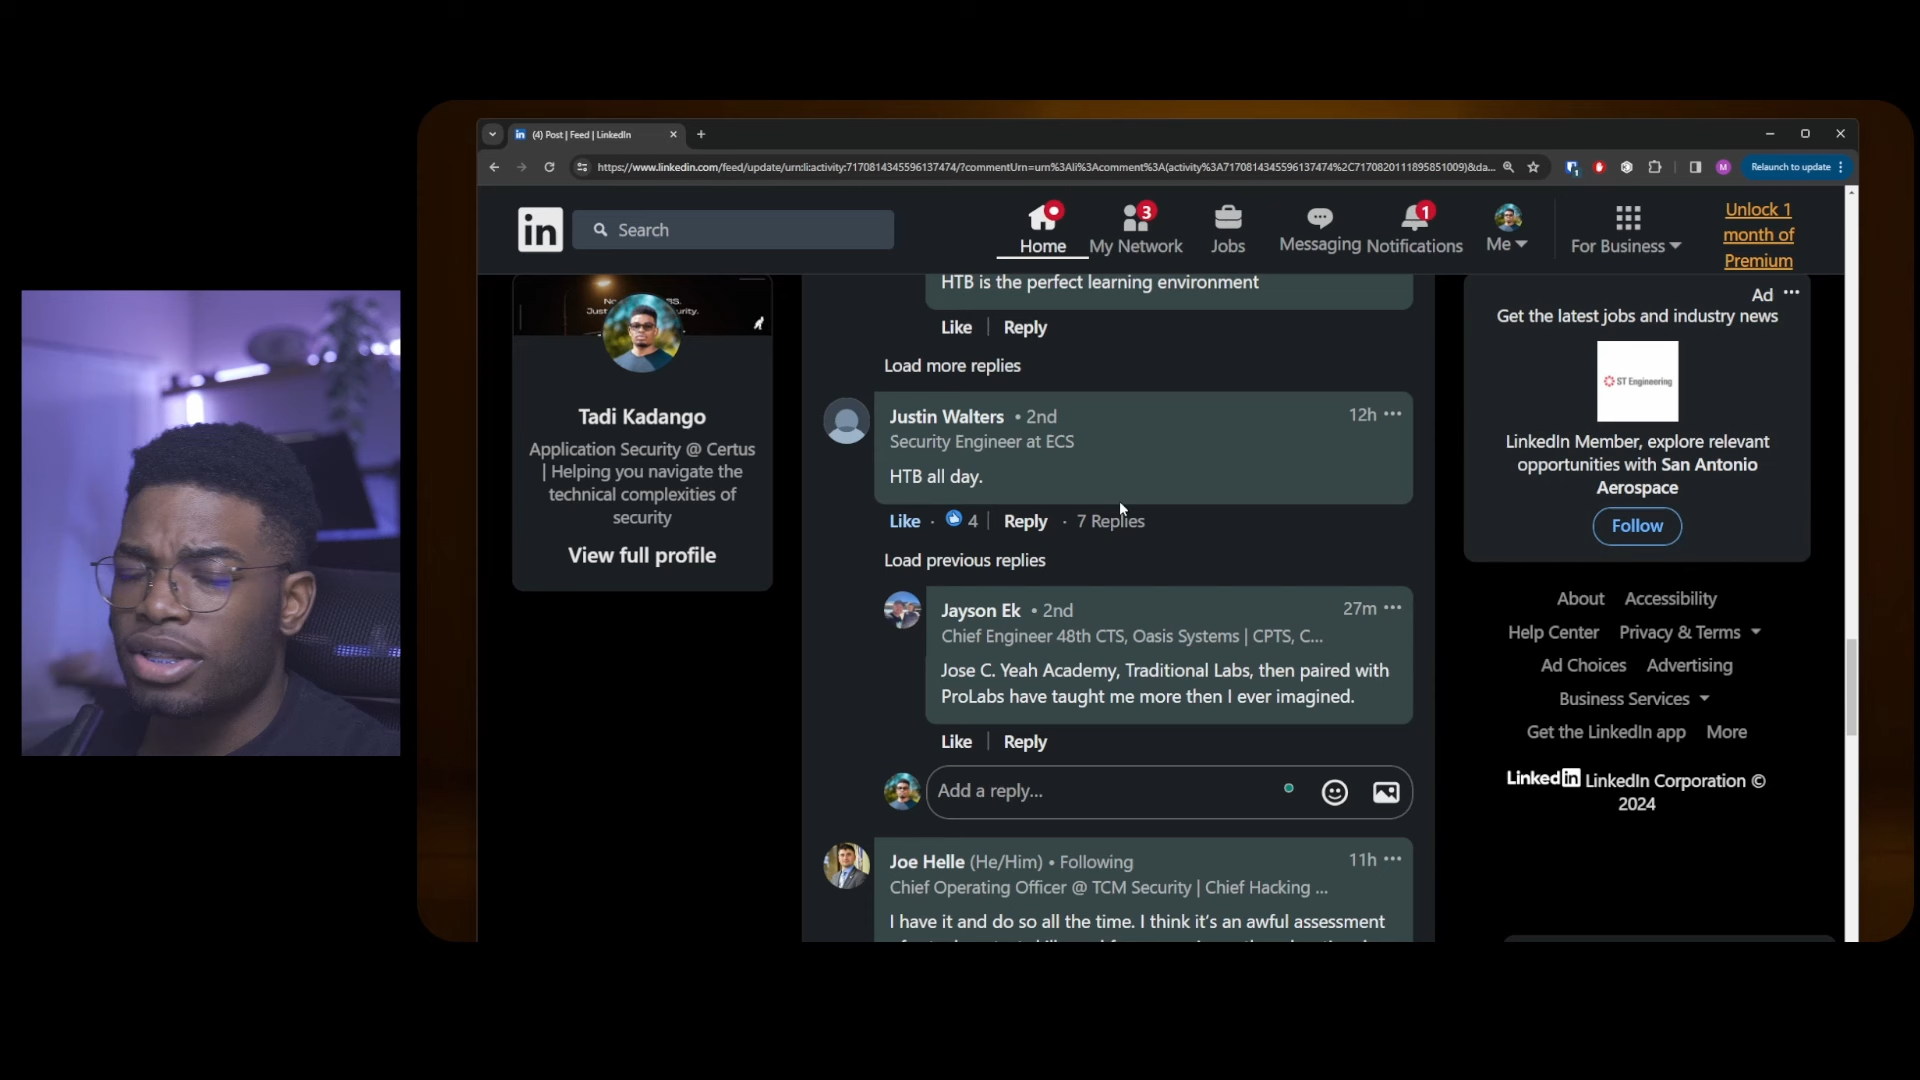 (4) Post | Feed | LinkedIn
https://www.linkedin.com/feed/update/urn:li:activity:7170814345596137474/?commentUrn=urn%3Ali%3Acomment%3A(activity%3A7170814345596137474%2C7170820111895851009)&da...
Relaunch to update
in
Search
Home
3
My Network
Jobs
Messaging
1
Notifications
Me
For Business
Unlock 1
month of
Premium
Tadi Kadango
Application Security @ Certus
| Helping you navigate the
technical complexities of
security
View full profile
HTB is the perfect learning environment
Like
Reply
Load more replies
Justin Walters • 2nd
12h
Security Engineer at ECS
HTB all day.
Like · 4 | Reply · 7 Replies
Load previous replies
Jayson Ek • 2nd
27m
Chief Engineer 48th CTS, Oasis Systems | CPTS, C...
Jose C. Yeah Academy, Traditional Labs, then paired with
ProLabs have taught me more then I ever imagined.
Like
Reply
Add a reply...
Joe Helle (He/Him) • Following
11h
Chief Operating Officer @ TCM Security | Chief Hacking ...
I have it and do so all the time. I think it's an awful assessment
Ad
Get the latest jobs and industry news
ST Engineering
LinkedIn Member, explore relevant
opportunities with San Antonio
Aerospace
Follow
About Accessibility
Help Center Privacy & Terms
Ad Choices Advertising
Business Services
Get the LinkedIn app More
LinkedIn LinkedIn Corporation ©
2024